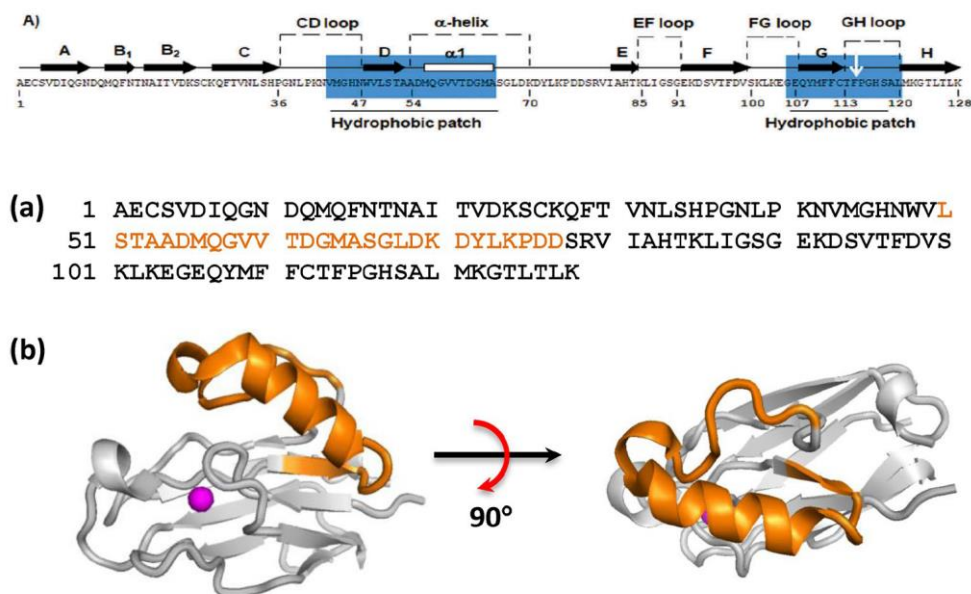 A)
CD loop α-helix EF loop FG loop GH loop
A B1 B2 C D α1 E F G H
AECSVDIQGNDQMQFNTNAITVDKSCKQFTVNLSHPGNLPKNVMGHNWVLSTAADMQGVVTDGMASGLDKDYLKPDDSRVIAHTKLIGSGEKDSVTFDVSKLKEGEQYMFFCTFPGHSALMKGTLTLK
1 36 47 54 70 85 91 100 107 113 120 128
Hydrophobic patch Hydrophobic patch
(a) 1 AECSVDIQGN DQMQFNTNAI TVDKSCKQFT VNLSHPGNLP KNVMGHNWVL
51 STAADMQGVV TDGMASGLDK DYLKPDDSRV IAHTKLIGSG EKDSVTFDVS
101 KLKEGEQYMF FCTFPGHSAL MKGTLTLK
(b)
90°